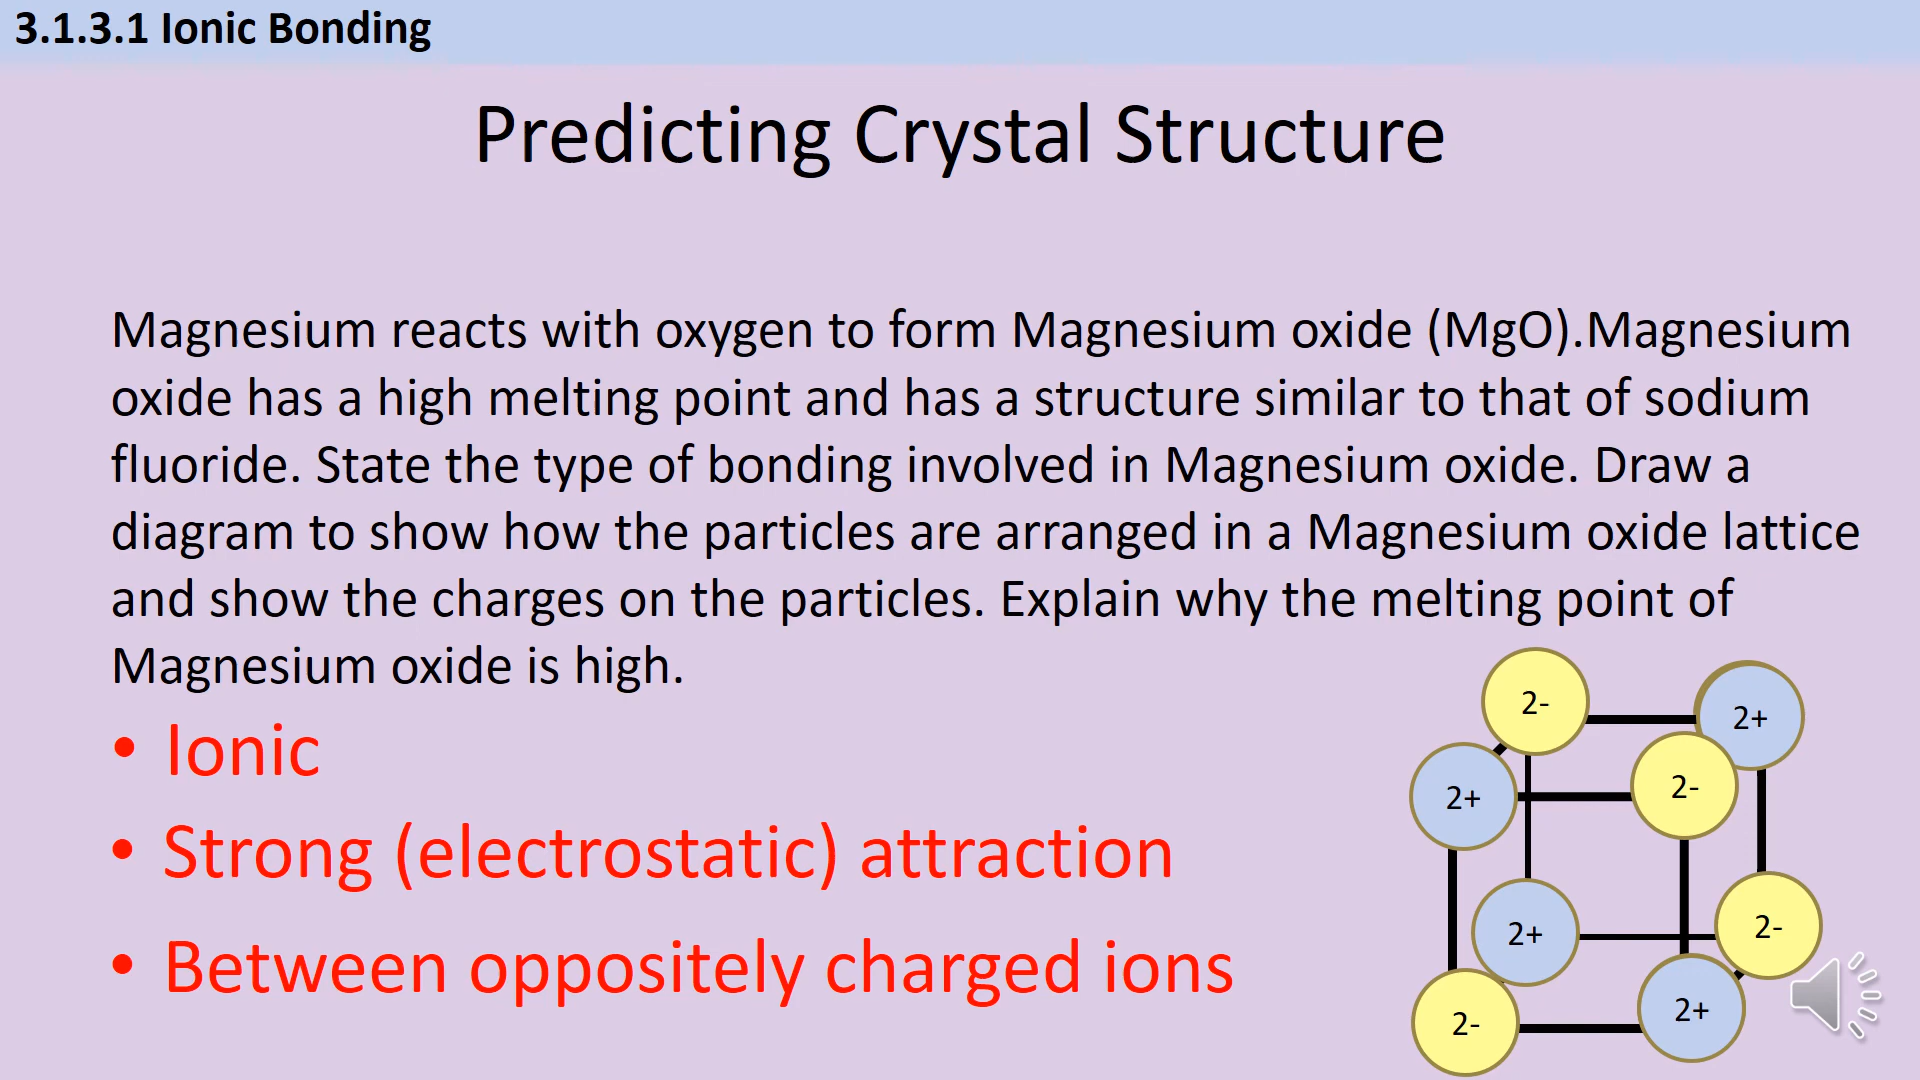 3.1.3.1 Ionic Bonding
Predicting Crystal Structure
Magnesium reacts with oxygen to form Magnesium oxide (MgO).Magnesium
oxide has a high melting point and has a structure similar to that of sodium
fluoride. State the type of bonding involved in Magnesium oxide. Draw a
diagram to show how the particles are arranged in a Magnesium oxide lattice
and show the charges on the particles. Explain why the melting point of
Magnesium oxide is high.
• Ionic
• Strong (electrostatic) attraction
• Between oppositely charged ions
2-
2+
2+
2-
2+
2-
2-
2+